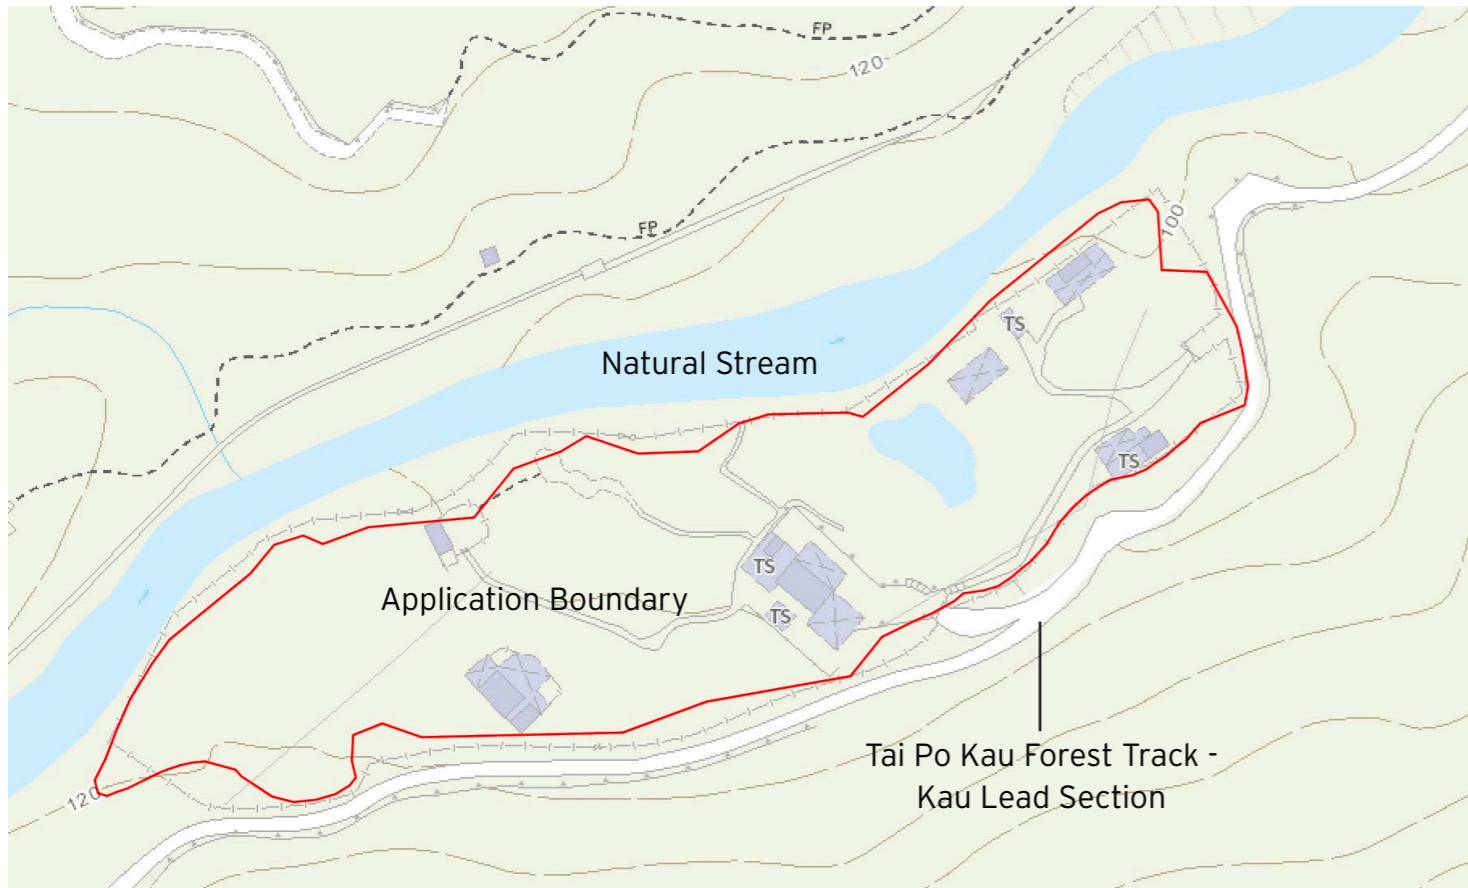 FP
120
FP
100
TS
Natural Stream
TS
TS
Application Boundary
TS
Tai Po Kau Forest Track -
Kau Lead Section
120